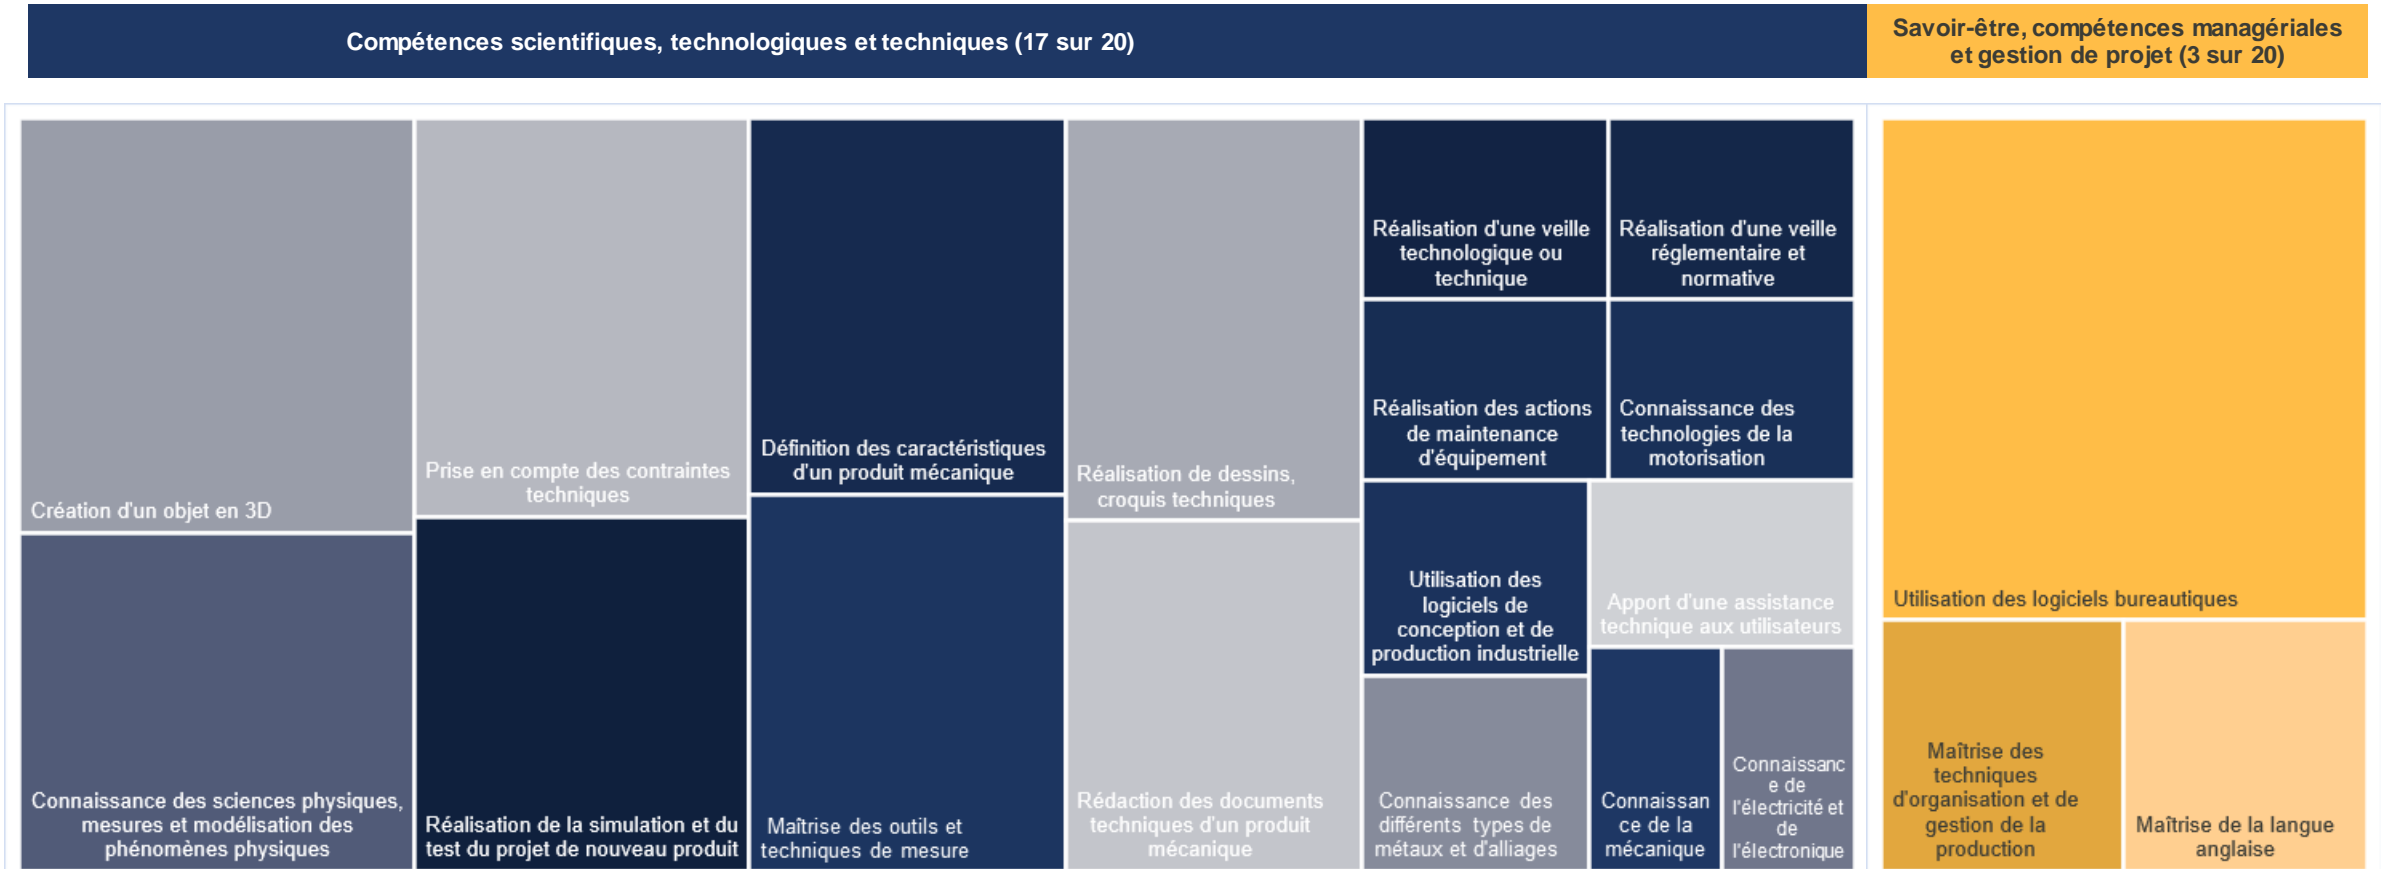 Compétences scientifiques, technologiques et techniques (17 sur 20)
Savoir-être, compétences managériales
et gestion de projet (3 sur 20)
Création d'un objet en 3D
Connaissance des sciences physiques,
mesures et modélisation des
phénomènes physiques
Prise en compte des contraintes
techniques
Réalisation de la simulation et du
test du projet de nouveau produit
Définition des caractéristiques
d'un produit mécanique
Maîtrise des outils et
techniques de mesure
Réalisation de dessins,
croquis techniques
Rédaction des documents
techniques d'un produit
mécanique
Réalisation d'une veille
technologique ou
technique
Réalisation d'une veille
réglementaire et
normative
Réalisation des actions
de maintenance
d'équipement
Connaissance des
technologies de la
motorisation
Utilisation des
logiciels de
conception et de
production industrielle
Apport d'une assistance
technique aux utilisateurs
Connaissance des
différents types de
métaux et d'alliages
Connaissan
ce de la
mécanique
Connaissanc
e de
l'électricité et
de
l'électronique
Utilisation des logiciels bureautiques
Maîtrise des
techniques
d'organisation et de
gestion de la
production
Maîtrise de la langue
anglaise